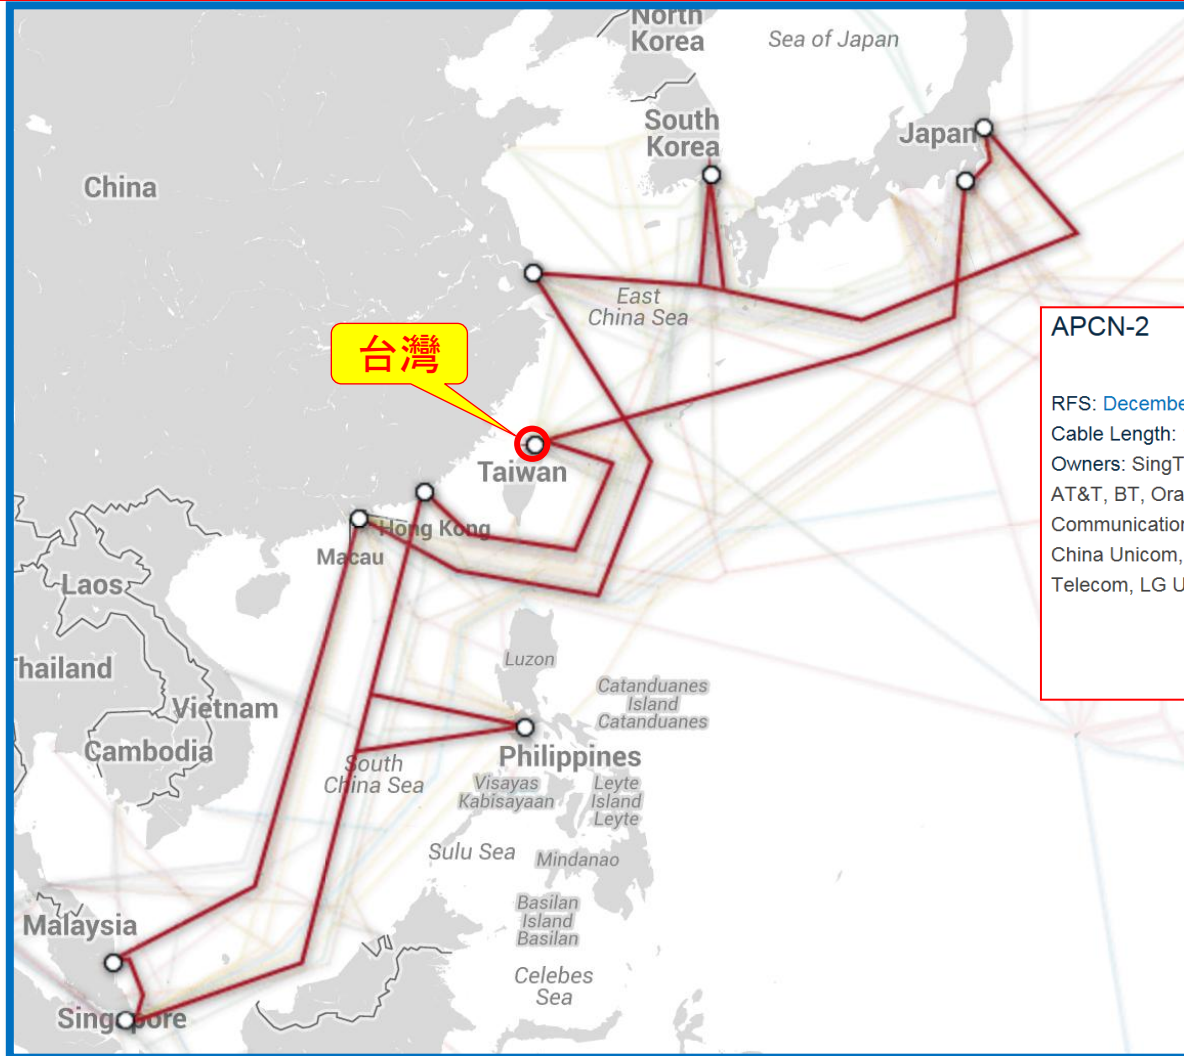 North
Korea
Sea of Japan
South
Korea
Japan
China
East
China Sea
台灣
Taiwan
Hong Kong
Macau
Laos
Thailand
Vietnam
Cambodia
Luzon
Catanduanes
Island
Catanduanes
Philippines
South
China Sea
Visayas
Kabisayaan
Leyte
Island
Leyte
Sulu Sea
Mindanao
Basilan
Island
Basilan
Malaysia
Celebes
Sea
Singapore
APCN-2
RFS: Decembe
Cable Length:
Owners: SingT
AT&T, BT, Ora
Communication
China Unicom,
Telecom, LG U